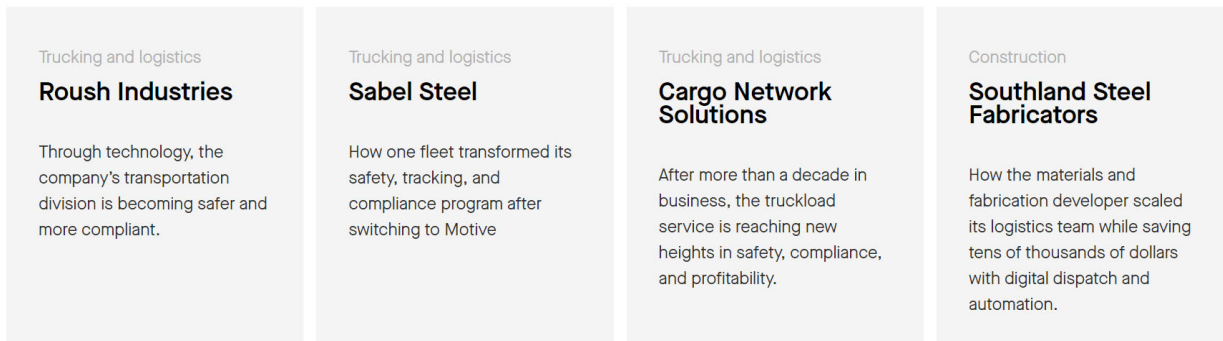 Trucking and logistics
Roush Industries
Through technology, the
company's transportation
division is becoming safer and
more compliant.
Trucking and logistics
Sabel Steel
How one fleet transformed its
safety, tracking, and
compliance program after
switching to Motive
Trucking and logistics
Cargo Network
Solutions
After more than a decade in
business, the truckload
service is reaching new
heights in safety, compliance,
and profitability.
Construction
Southland Steel
Fabricators
How the materials and
fabrication developer scaled
its logistics team while saving
tens of thousands of dollars
with digital dispatch and
automation.